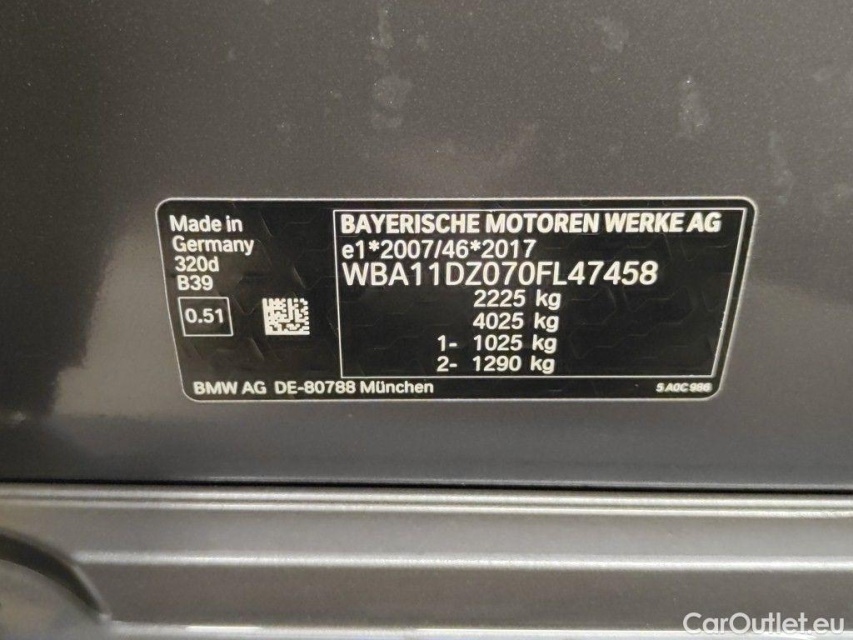 Made in
Germany
320d
B39
0.51
BAYERISCHE MOTOREN WERKE AG
e1*2007/46*2017
WBA11DZ070FL47458
2225 kg
4025 kg
1- 1025 kg
2- 1290 kg
BMW AG DE-80788 München
5 A0C 986
CarOutlet.eu